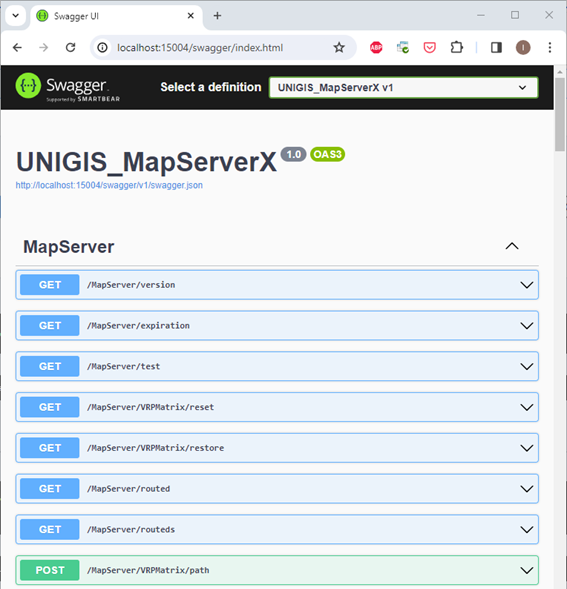 Swagger UI
localhost:15004/swagger/index.html
ABP
i
Swagger.
Supported by SMARTBEAR
Select a definition
UNIGIS_MapServerX v1
UNIGIS_MapServerX 1.0 OAS3
http://localhost:15004/swagger/v1/swagger.json
MapServer
GET /MapServer/version
GET /MapServer/expiration
GET /MapServer/test
GET /MapServer/VRPMatrix/reset
GET /MapServer/VRPMatrix/restore
GET /MapServer/routed
GET /MapServer/routeds
POST /MapServer/VRPMatrix/path